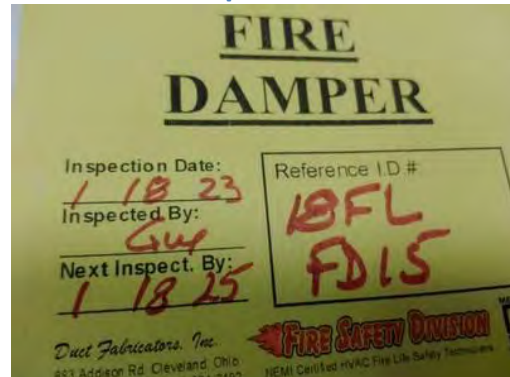 FIRE
DAMPER
Inspection Date:
1 18 23
Inspected By:
Guy
Next Inspect. By:
1 18 25
Reference I.D #
18FL
FD15
Duct Fabricators, Inc.
Addison Rd. Cleveland, Ohio
FIRE SAFETY DIVISION
NEMI Certified HVAC Fire Life Safety Technicians